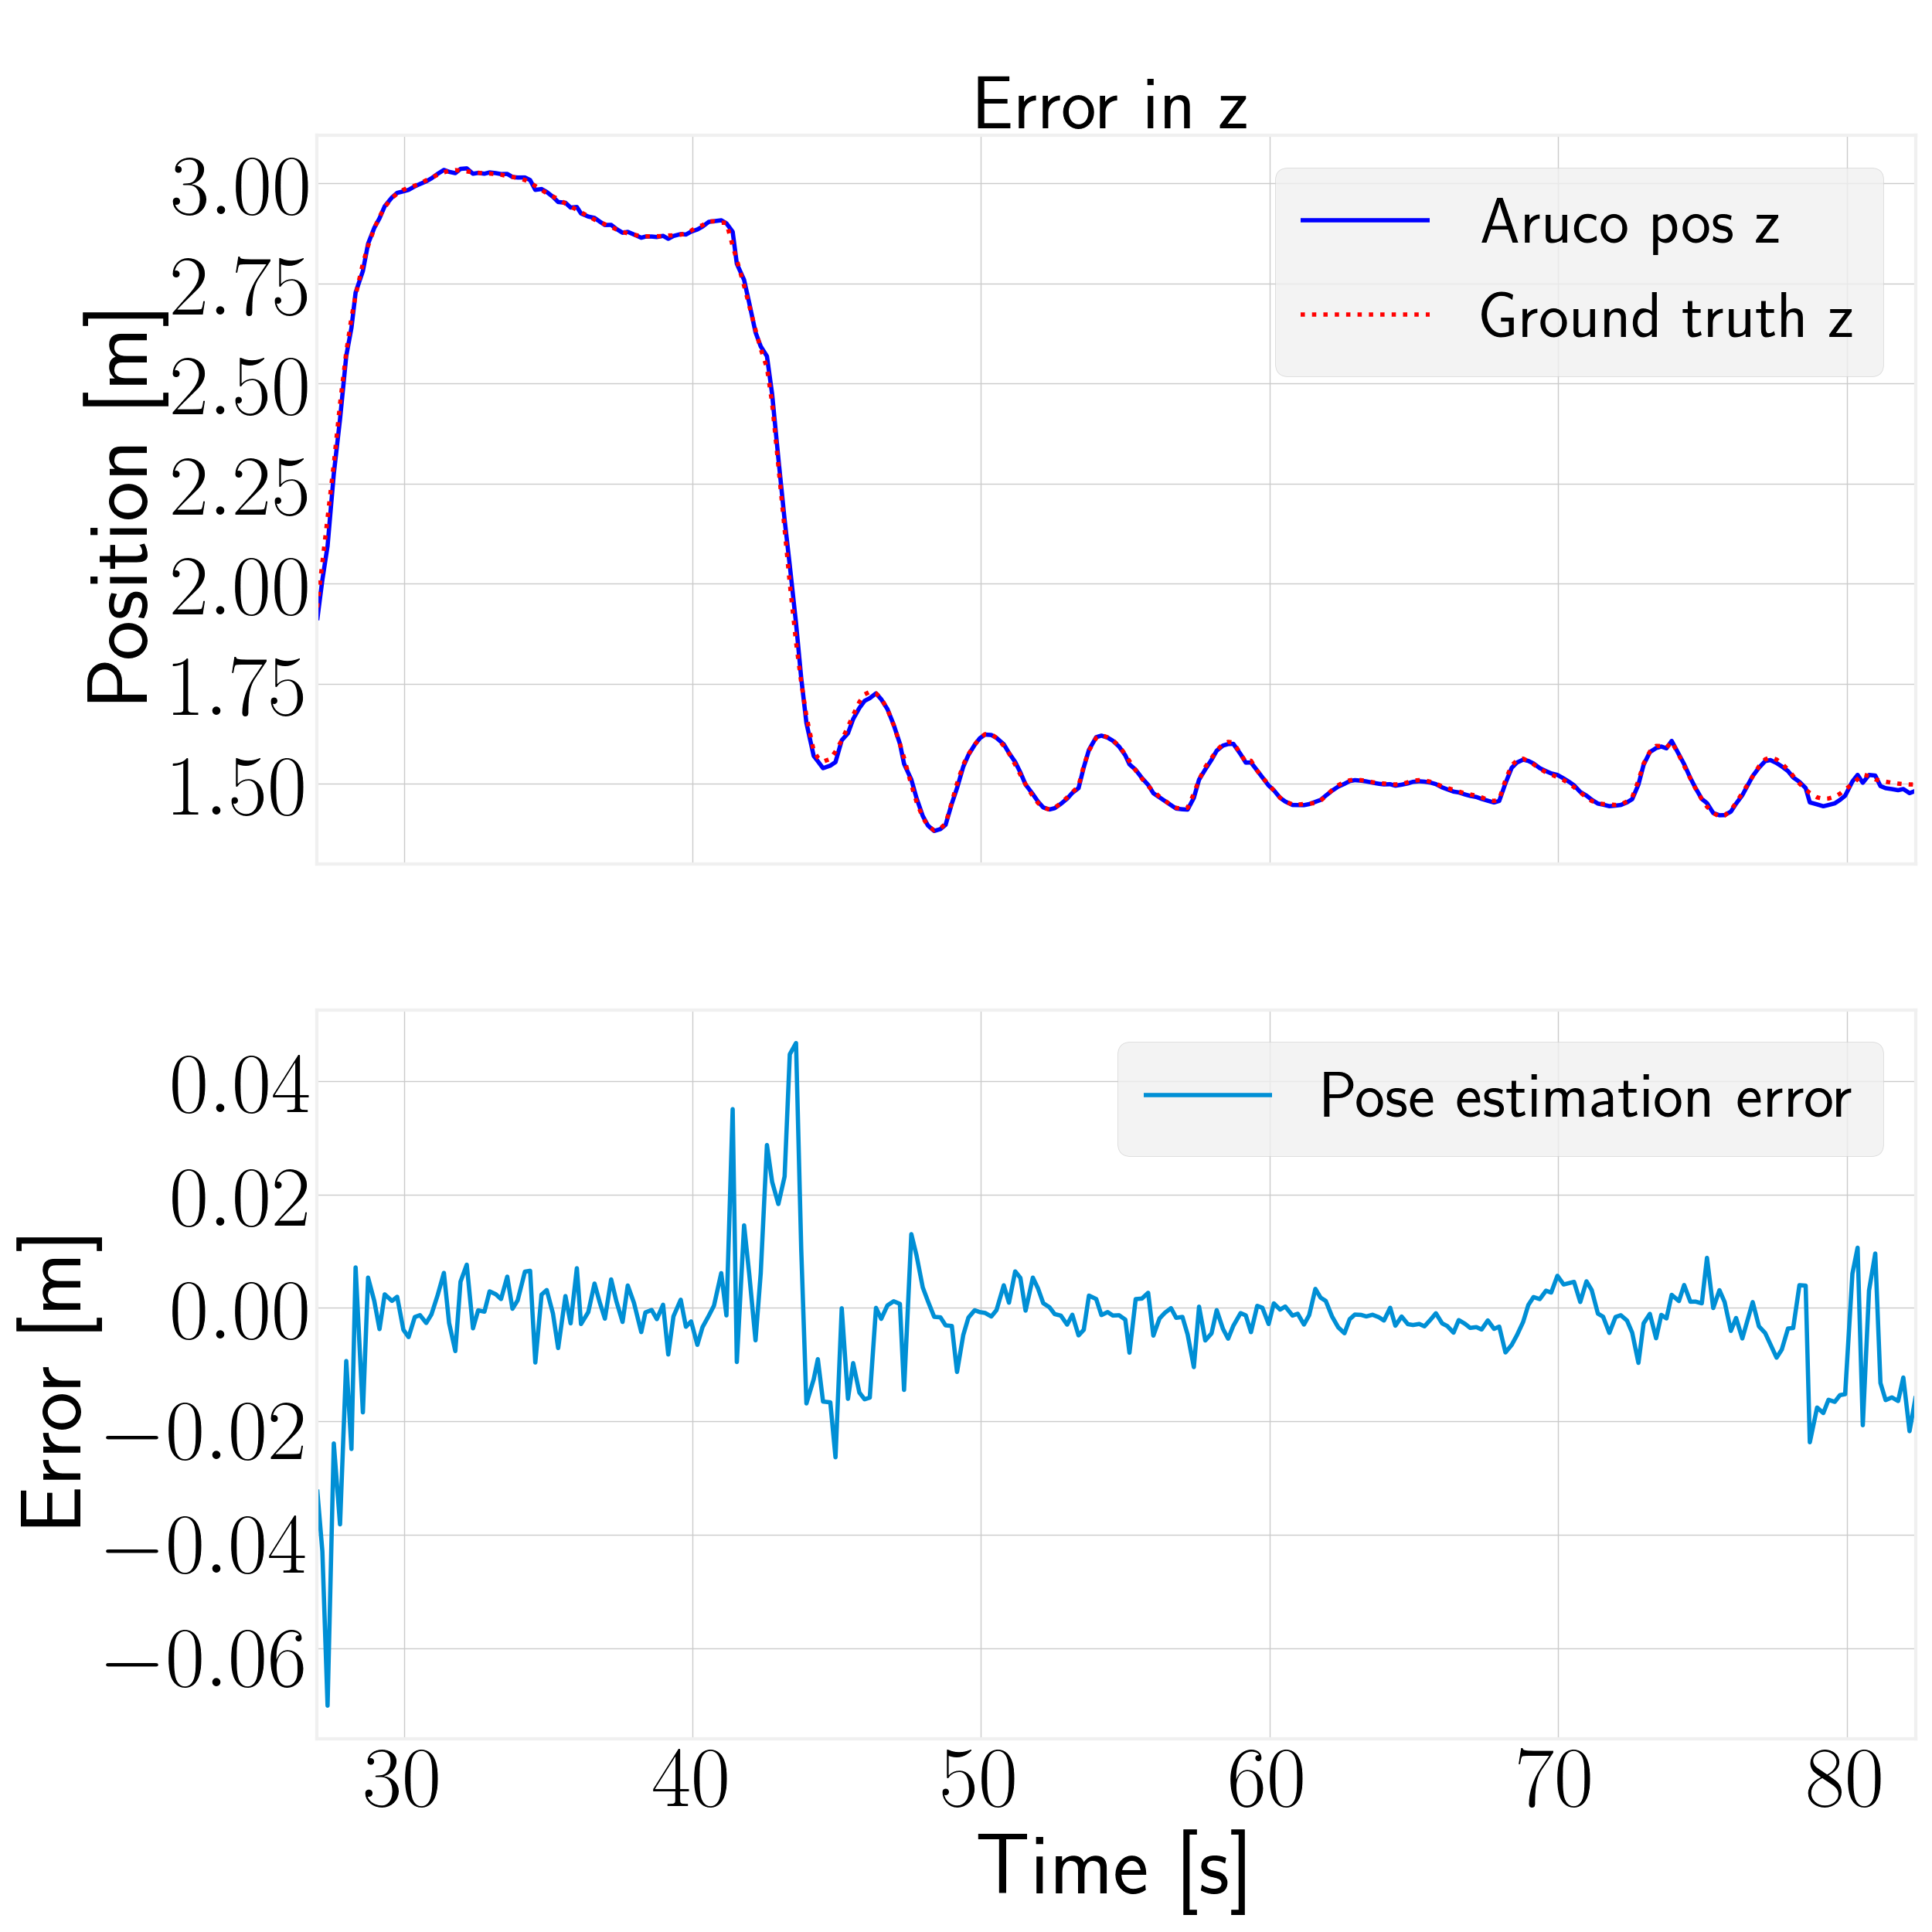 Error in z
3.00
2.75
2.50
2.25
2.00
1.75
1.50
Position [m]
Aruco pos z
Ground truth z
0.04
0.02
0.00
−0.02
−0.04
−0.06
Error [m]
Pose estimation error
30 40 50 60 70 80
Time [s]